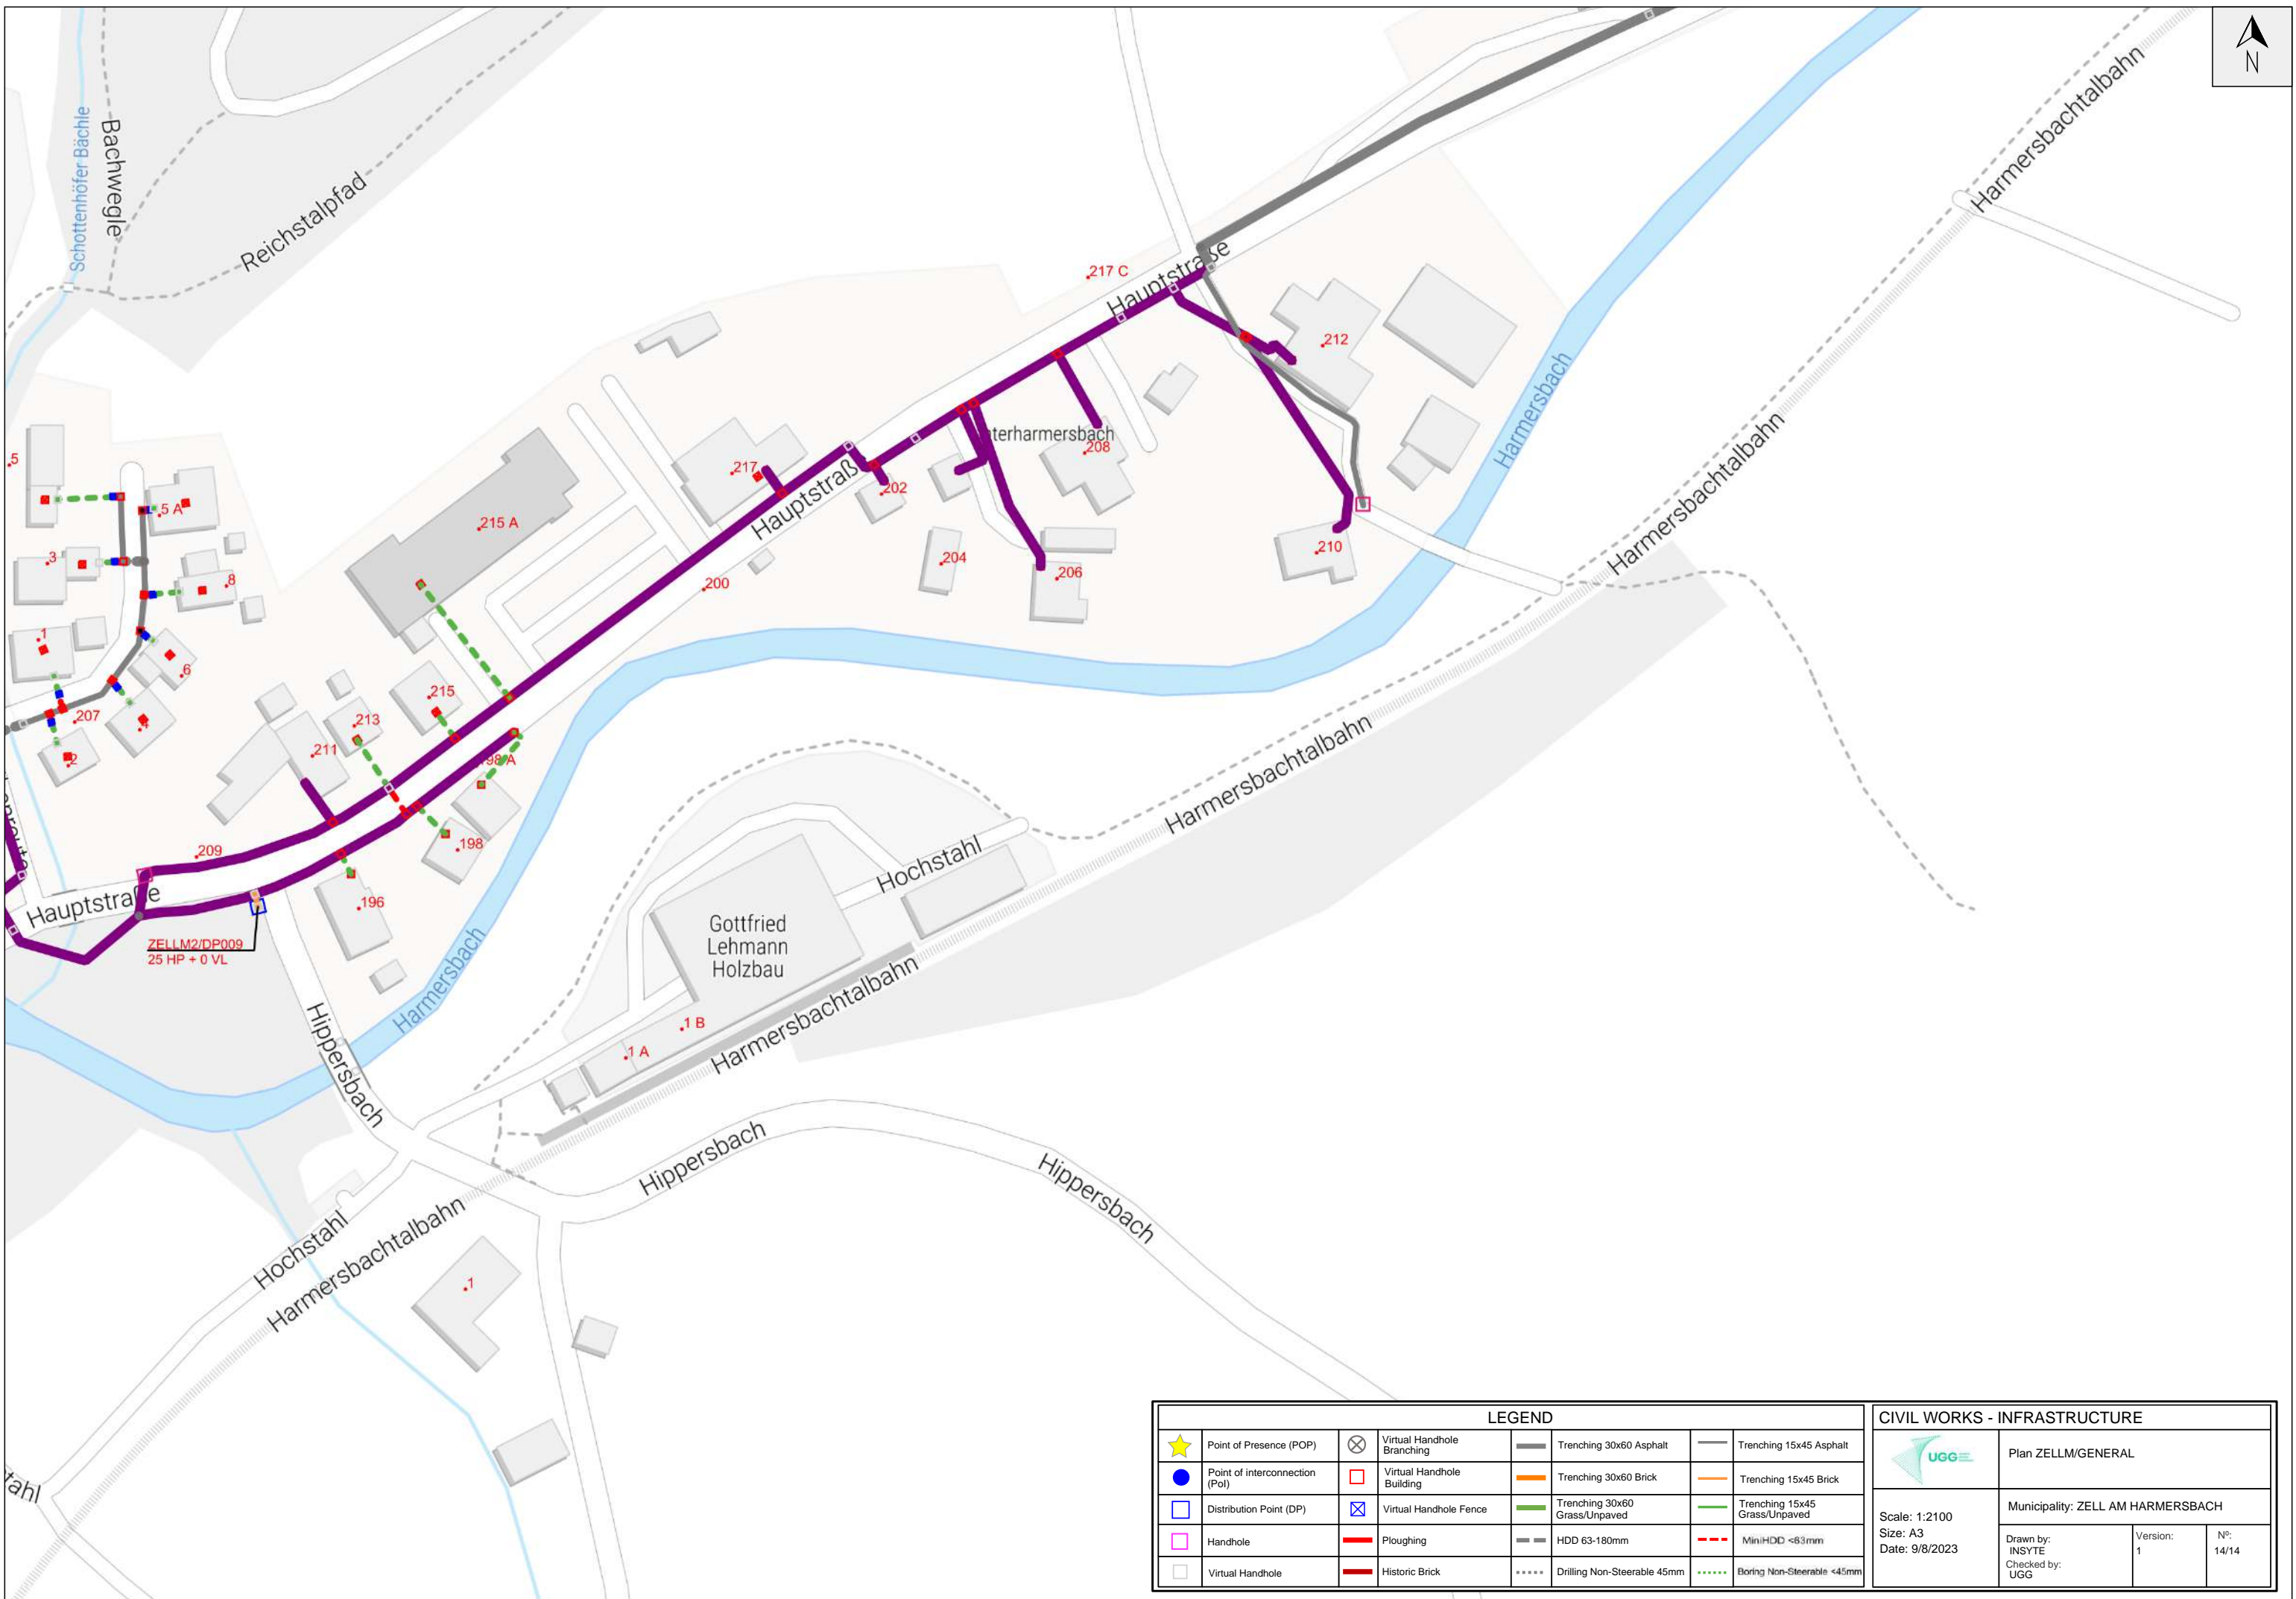 N
Schottenhöfer Bächle
Bachwegle
Reichstalpfad
Harmersbachtalbahn
217 C
Hauptstraße
212
Harmersbach
208
217
202
Hauptstraß
5
5 A
215 A
3
204
210
206
8
200
Harmersbachtalbahn
1
6
215
207
4
213
211
2
98 A
Harmersbachtalbahn
198
209
Hochstahl
Hauptstraße
196
Gottfried
Lehmann
Holzbau
ZELLM2/DP009
25 HP + 0 VL
Harmersbach
Hippersbach
1 B
1 A
Harmersbachtalbahn
Hippersbach
Hippersbach
Hochstahl
Harmersbachtalbahn
1
tahl
LEGEND
Point of Presence (POP)
Virtual Handhole
Branching
Trenching 30x60 Asphalt
Trenching 15x45 Asphalt
Point of interconnection
(PoI)
Virtual Handhole
Building
Trenching 30x60 Brick
Trenching 15x45 Brick
Distribution Point (DP)
Virtual Handhole Fence
Trenching 30x60
Grass/Unpaved
Trenching 15x45
Grass/Unpaved
Handhole
Ploughing
HDD 63-180mm
MiniHDD <63mm
Virtual Handhole
Historic Brick
Drilling Non-Steerable 45mm
Boring Non-Steerable <45mm
CIVIL WORKS - INFRASTRUCTURE
UGG
Plan ZELLM/GENERAL
Municipality: ZELL AM HARMERSBACH
Scale: 1:2100
Size: A3
Date: 9/8/2023
Drawn by:
INSYTE
Checked by:
UGG
Version:
1
Nº:
14/14